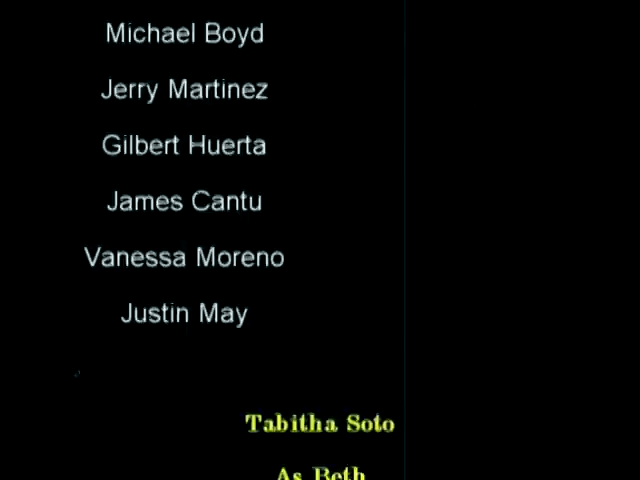 Michael Boyd
Jerry Martinez
Gilbert Huerta
James Cantu
Vanessa Moreno
Justin May
Tabitha Soto
As Beth